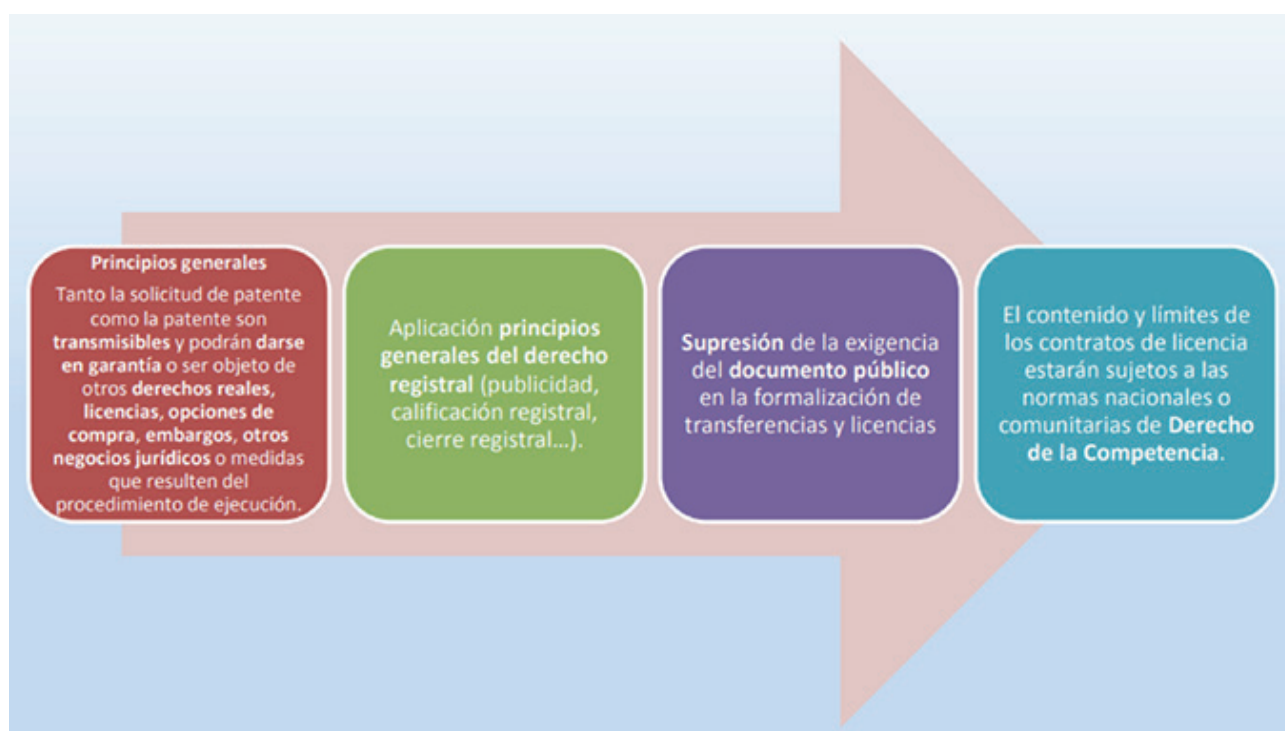 Principios generales
Tanto la solicitud de patente
como la patente son
transmisibles y podrán darse
en garantía o ser objeto de
otros derechos reales,
licencias, opciones de
compra, embargos, otros
negocios jurídicos o medidas
que resulten del
procedimiento de ejecución.
Aplicación principios
generales del derecho
registral (publicidad,
calificación registral,
cierre registral...).
Supresión de la exigencia
del documento público
en la formalización de
transferencias y licencias
El contenido y límites de
los contratos de licencia
estarán sujetos a las
normas nacionales o
comunitarias de Derecho
de la Competencia.